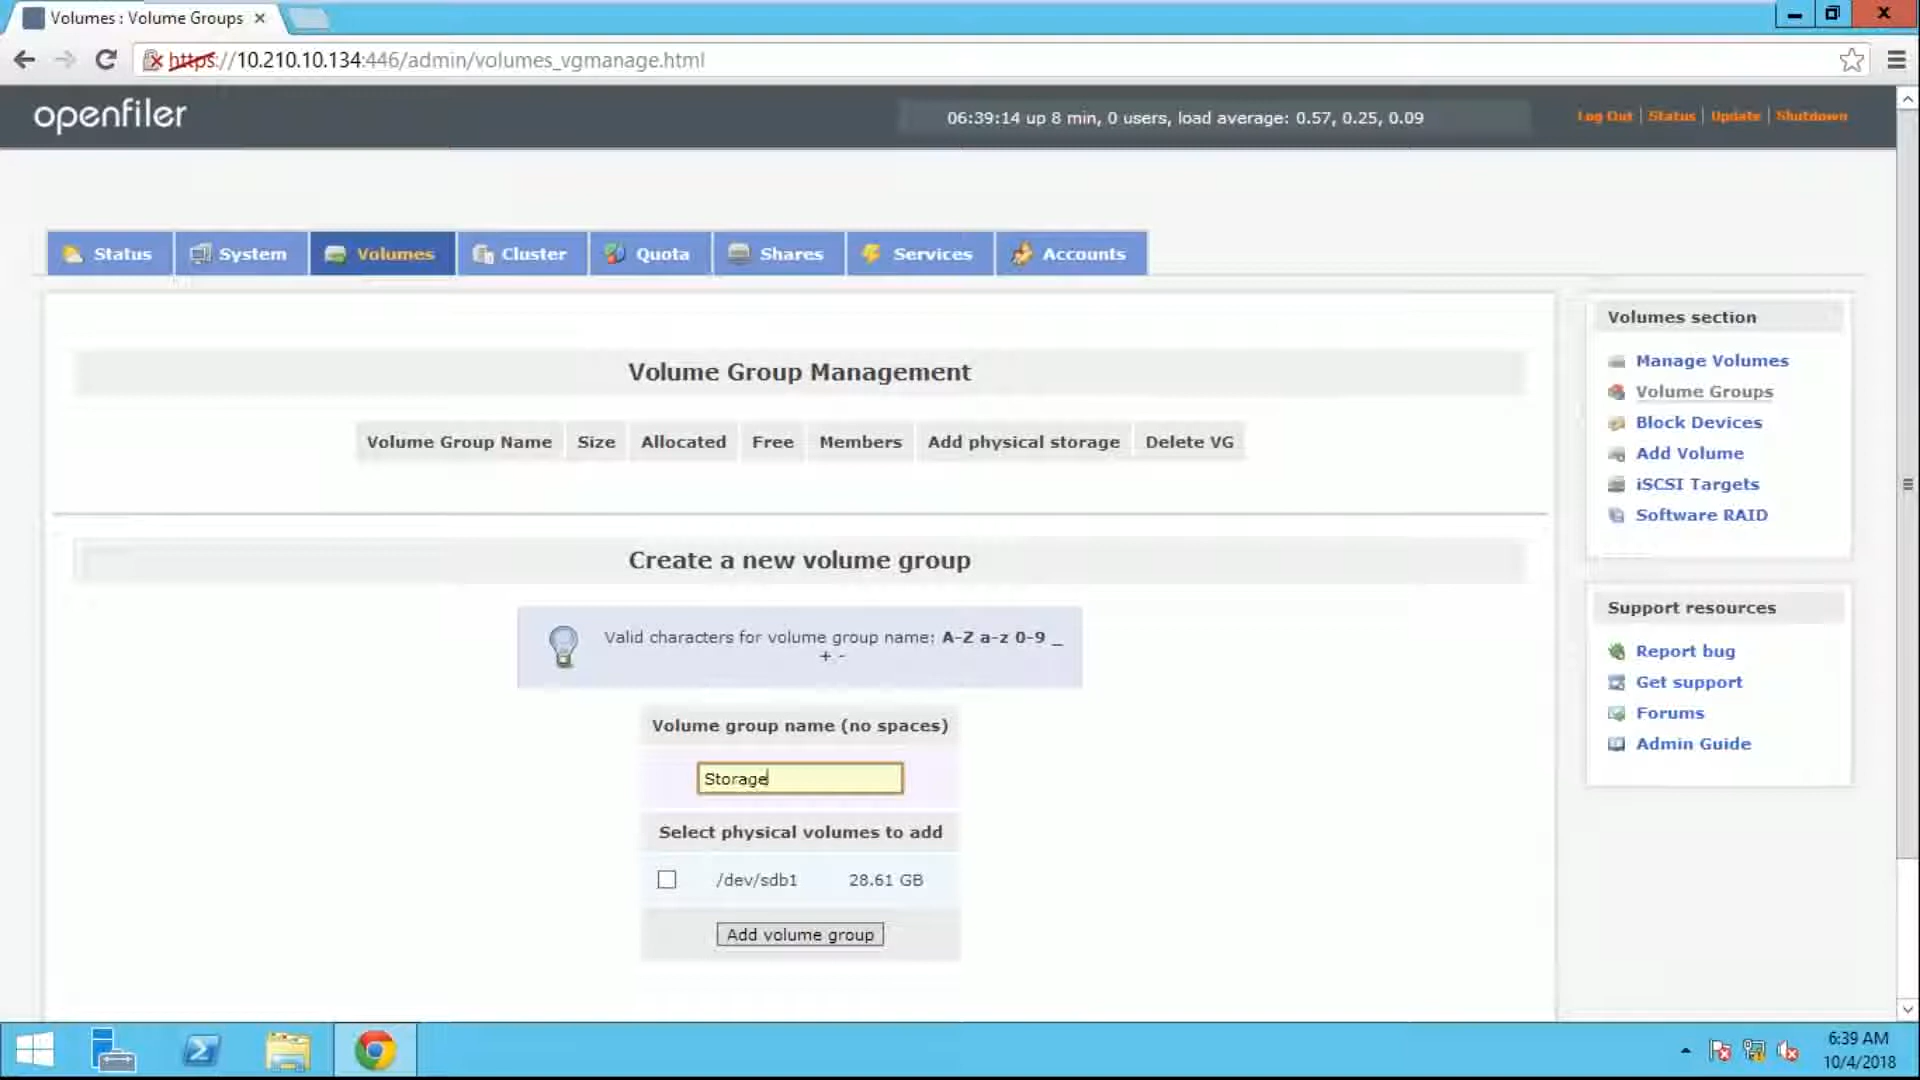 Volumes : Volume Groups
https://10.210.10.134:446/admin/volumes_vgmanage.html
openfiler
06:39:14 up 8 min, 0 users, load average: 0.57, 0.25, 0.09
Log Out | Status | Update | Shutdown
Status System Volumes Cluster Quota Shares Services Accounts
Volume Group Management
Volume Group Name Size Allocated Free Members Add physical storage Delete VG
Create a new volume group
Valid characters for volume group name: A-Z a-z 0-9 _
+ -
Volume group name (no spaces)
Storage
Select physical volumes to add
/dev/sdb1 28.61 GB
Add volume group
Volumes section
Manage Volumes
Volume Groups
Block Devices
Add Volume
iSCSI Targets
Software RAID
Support resources
Report bug
Get support
Forums
Admin Guide
6:39 AM
10/4/2018